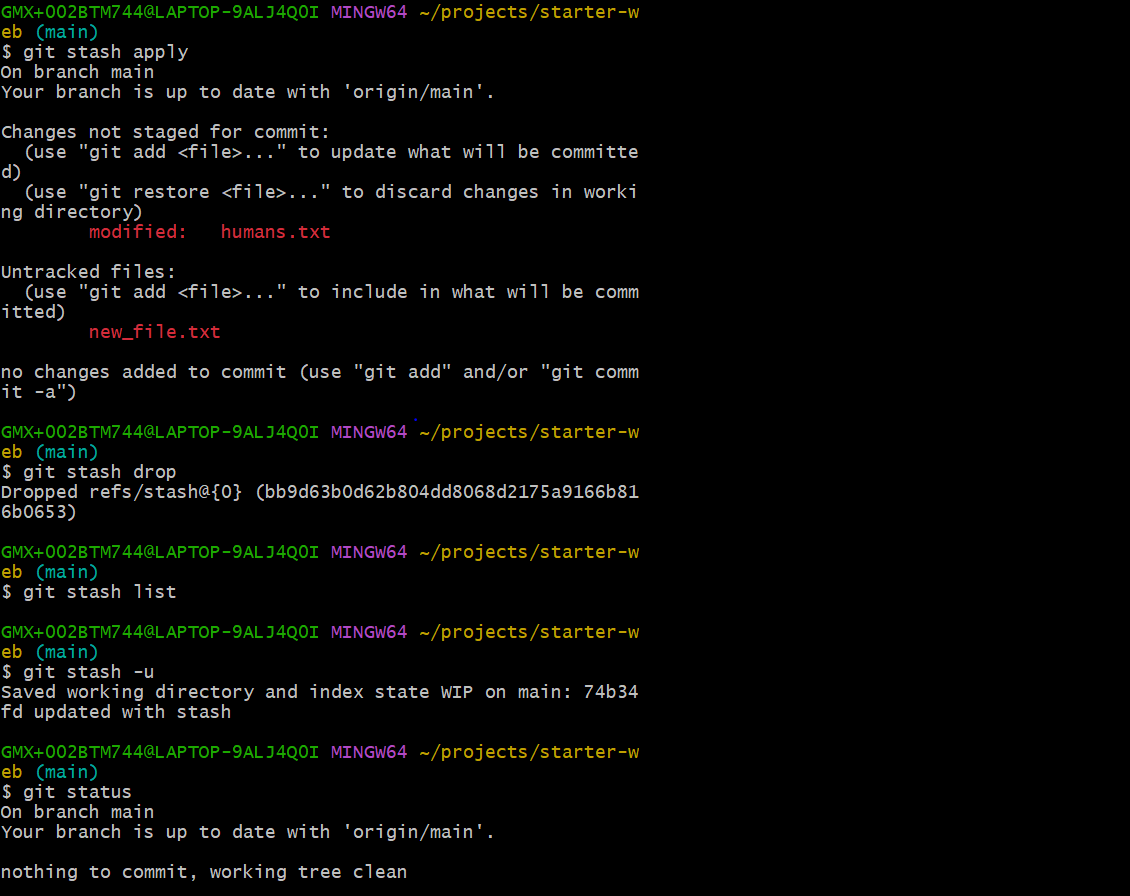 GMX+002BTM744@LAPTOP-9ALJ4Q0I MINGW64 ~/projects/starter-w
eb (main)
$ git stash apply
On branch main
Your branch is up to date with 'origin/main'.
Changes not staged for commit:
  (use "git add <file>..." to update what will be committe
d)
  (use "git restore <file>..." to discard changes in worki
ng directory)
        modified:   humans.txt
Untracked files:
  (use "git add <file>..." to include in what will be comm
itted)
        new_file.txt
no changes added to commit (use "git add" and/or "git comm
it -a")
GMX+002BTM744@LAPTOP-9ALJ4Q0I MINGW64 ~/projects/starter-w
eb (main)
$ git stash drop
Dropped refs/stash@{0} (bb9d63b0d62b804dd8068d2175a9166b81
6b0653)
GMX+002BTM744@LAPTOP-9ALJ4Q0I MINGW64 ~/projects/starter-w
eb (main)
$ git stash list
GMX+002BTM744@LAPTOP-9ALJ4Q0I MINGW64 ~/projects/starter-w
eb (main)
$ git stash -u
Saved working directory and index state WIP on main: 74b34
fd updated with stash
GMX+002BTM744@LAPTOP-9ALJ4Q0I MINGW64 ~/projects/starter-w
eb (main)
$ git status
On branch main
Your branch is up to date with 'origin/main'.
nothing to commit, working tree clean